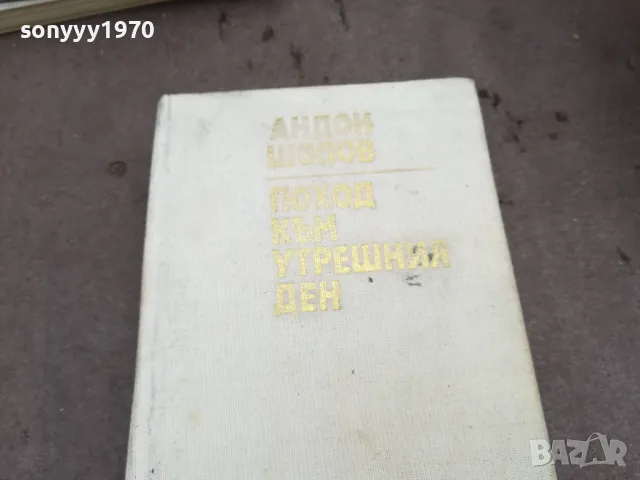 sonyyy1970
АНДОН
ШОПОВ
ПОХОД
КЪМ
УТРЕШНИЯ
ДЕН
BAZAR